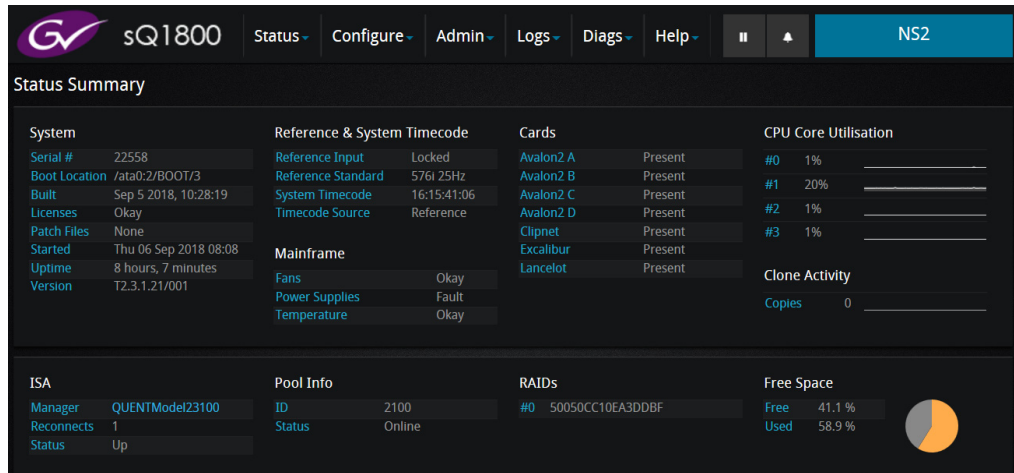 GV sQ1800 Status Configure Admin Logs Diags Help NS2
Status Summary
System
Serial # 22558
Boot Location /ata0:2/BOOT/3
Built Sep 5 2018, 10:28:19
Licenses Okay
Patch Files None
Started Thu 06 Sep 2018 08:08
Uptime 8 hours, 7 minutes
Version T2.3.1.21/001
Reference & System Timecode
Reference Input Locked
Reference Standard 576i 25Hz
System Timecode 16:15:41:06
Timecode Source Reference
Mainframe
Fans Okay
Power Supplies Fault
Temperature Okay
Cards
Avalon2 A Present
Avalon2 B Present
Avalon2 C Present
Avalon2 D Present
Clipnet Present
Excalibur Present
Lancelot Present
CPU Core Utilisation
#0 1%
#1 20%
#2 1%
#3 1%
Clone Activity
Copies 0
ISA
Manager QUENTModel23100
Reconnects 1
Status Up
Pool Info
ID 2100
Status Online
RAIDs
#0 50050CC10EA3DDBF
Free Space
Free 41.1 %
Used 58.9 %